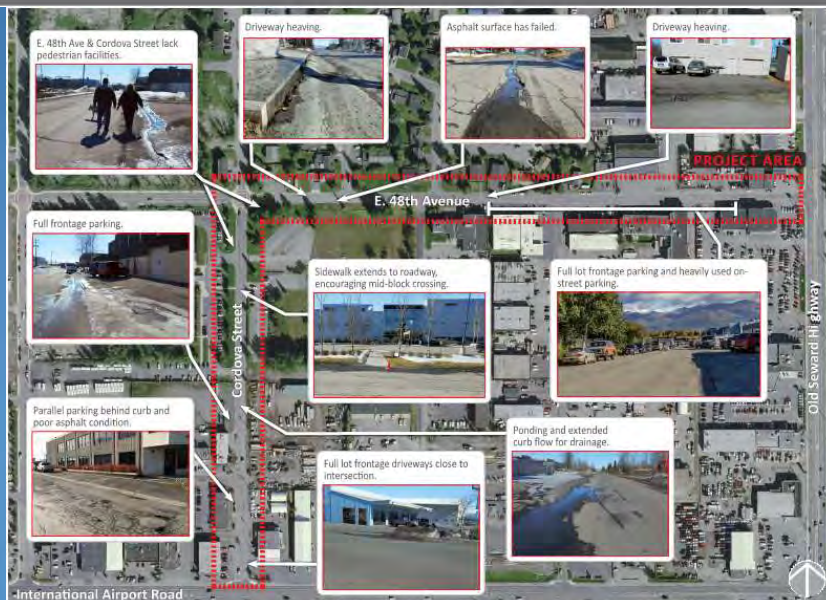 E. 48th Ave & Cordova Street lack
pedestrian facilities.
Driveway heaving.
Asphalt surface has failed.
Driveway heaving.
PROJECT AREA
E. 48th Avenue
Full frontage parking.
Sidewalk extends to roadway,
encouraging mid-block crossing.
Full lot frontage parking and heavily used on-
street parking.
Cordova Street
Old Seward Highway
Parallel parking behind curb and
poor asphalt condition.
Full lot frontage driveways close to
intersection.
Ponding and extended
curb flow for drainage.
International Airport Road